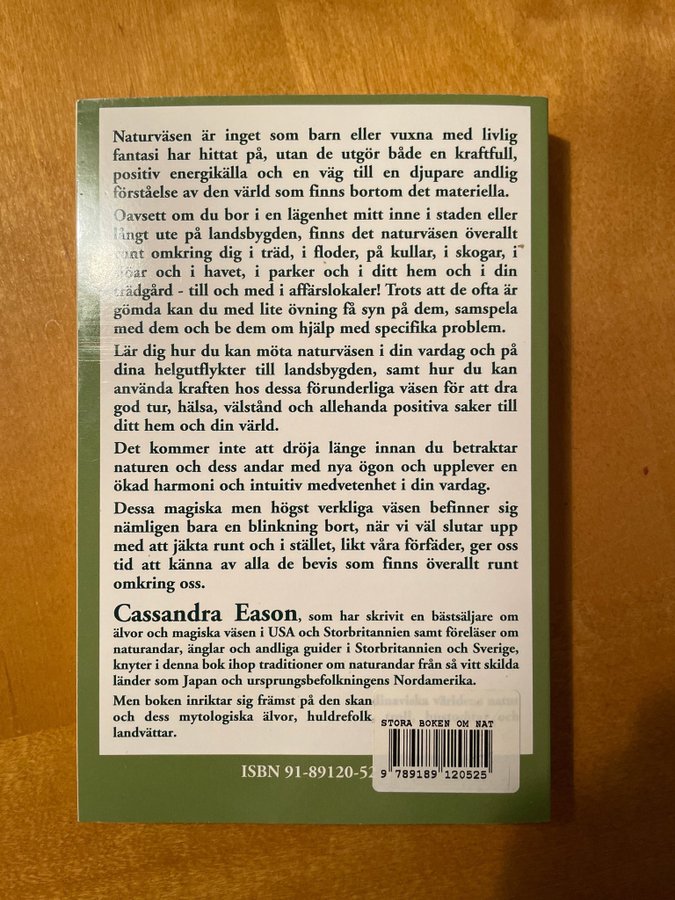 Naturväsen är inget som barn eller vuxna med livlig
fantasi har hittat på, utan de utgör både en kraftfull,
positiv energikälla och en väg till en djupare andlig
förståelse av den värld som finns bortom det materiella.
Oavsett om du bor i en lägenhet mitt inne i staden eller
långt ute på landsbygden, finns det naturväsen överallt
runt omkring dig i träd, i floder, på kullar, i skogar, i
sjöar och i havet, i parker och i ditt hem och i din
trädgård - till och med i affärslokaler! Trots att de ofta är
gömda kan du med lite övning få syn på dem, samspela
med dem och be dem om hjälp med specifika problem.
Lär dig hur du kan möta naturväsen i din vardag och på
dina helgutflykter till landsbygden, samt hur du kan
använda kraften hos dessa förunderliga väsen för att dra
god tur, hälsa, välstånd och allehanda positiva saker till
ditt hem och din värld.
Det kommer inte att dröja länge innan du betraktar
naturen och dess andar med nya ögon och upplever en
ökad harmoni och intuitiv medvetenhet i din vardag.
Dessa magiska men högst verkliga väsen befinner sig
nämligen bara en blinkning bort, när vi väl slutar upp
med att jäkta runt och i stället, likt våra förfäder, ger oss
tid att känna av alla de bevis som finns överallt runt
omkring oss.
Cassandra Eason, som har skrivit en bästsäljare om
älvor och magiska väsen i USA och Storbritannien samt föreläser om
naturandar, änglar och andliga guider i Storbritannien och Sverige,
knyter i denna bok ihop traditioner om naturandar från så vitt skilda
länder som Japan och ursprungsbefolkningens Nordamerika.
Men boken inriktar sig främst på den skandinaviska världens natur
och dess mytologiska älvor, huldrefolk, och
landvättar.
STORA BOKEN OM NAT
9 789189 120525
ISBN 91-89120-52